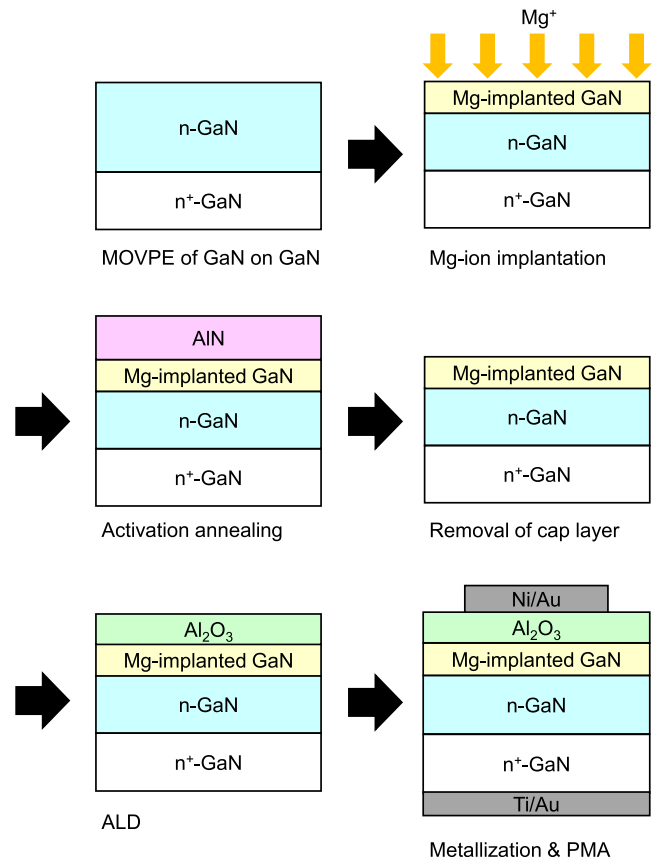 n-GaN
n⁺-GaN
MOVPE of GaN on GaN
Mg⁺
Mg-implanted GaN
n-GaN
n⁺-GaN
Mg-ion implantation
AlN
Mg-implanted GaN
n-GaN
n⁺-GaN
Activation annealing
Mg-implanted GaN
n-GaN
n⁺-GaN
Removal of cap layer
Al₂O₃
Mg-implanted GaN
n-GaN
n⁺-GaN
ALD
Ni/Au
Al₂O₃
Mg-implanted GaN
n-GaN
n⁺-GaN
Ti/Au
Metallization & PMA